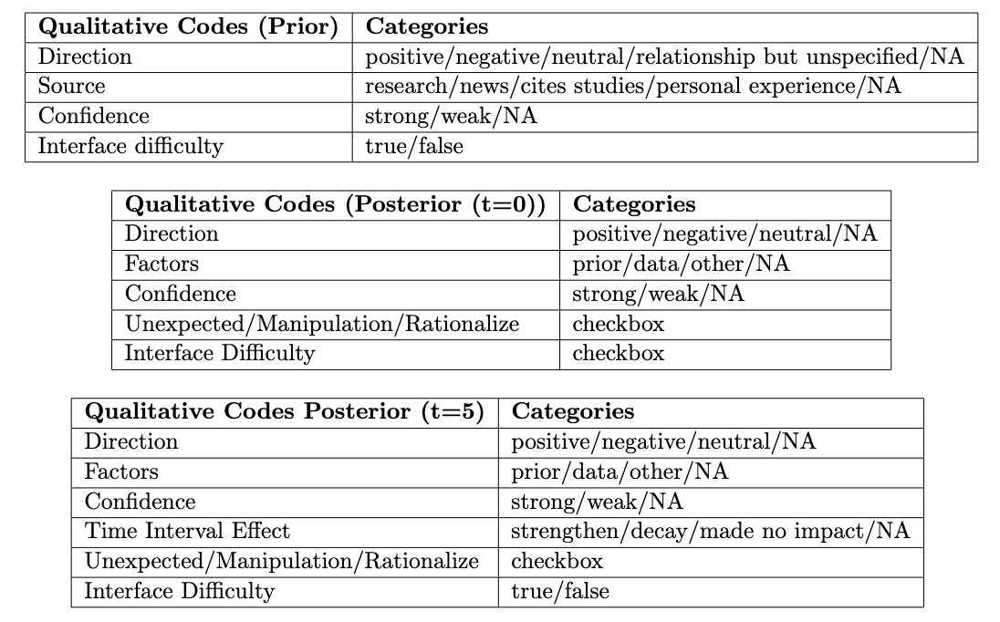 Qualitative Codes (Prior) Categories
Direction positive/negative/neutral/relationship but unspecified/NA
Source research/news/cites studies/personal experience/NA
Confidence strong/weak/NA
Interface difficulty true/false
Qualitative Codes (Posterior (t=0)) Categories
Direction positive/negative/neutral/NA
Factors prior/data/other/NA
Confidence strong/weak/NA
Unexpected/Manipulation/Rationalize checkbox
Interface Difficulty checkbox
Qualitative Codes Posterior (t=5) Categories
Direction positive/negative/neutral/NA
Factors prior/data/other/NA
Confidence strong/weak/NA
Time Interval Effect strengthen/decay/made no impact/NA
Unexpected/Manipulation/Rationalize checkbox
Interface Difficulty true/false